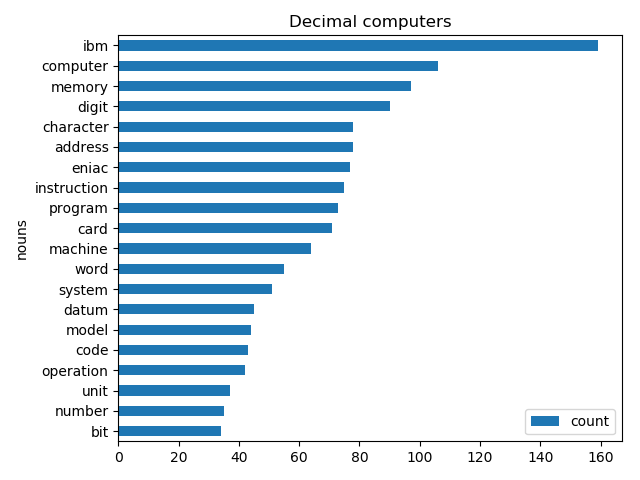 Decimal computers
nouns
ibm
computer
memory
digit
character
address
eniac
instruction
program
card
machine
word
system
datum
model
code
operation
unit
number
bit
count
0 20 40 60 80 100 120 140 160